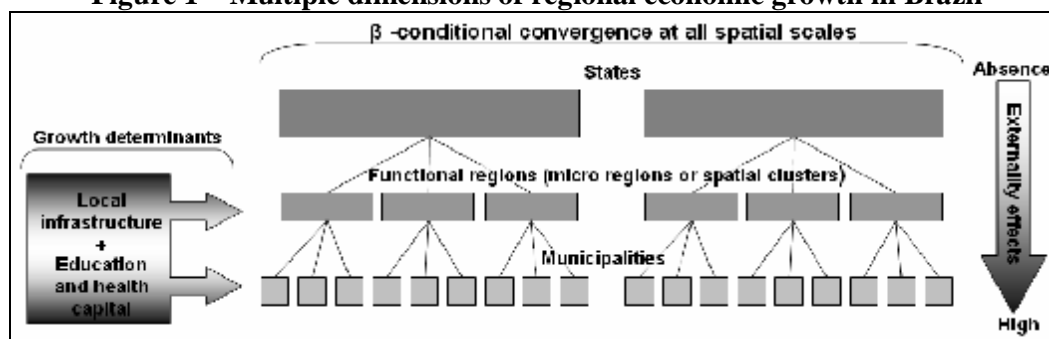 Figure 1 – Multiple dimensions of regional economic growth in Brazil
β -conditional convergence at all spatial scales
States
Absence
Growth determinants
Functional regions (micro regions or spatial clusters)
Local
infrastructure
+
Education
and health
capital
Externality effects
Municipalities
High